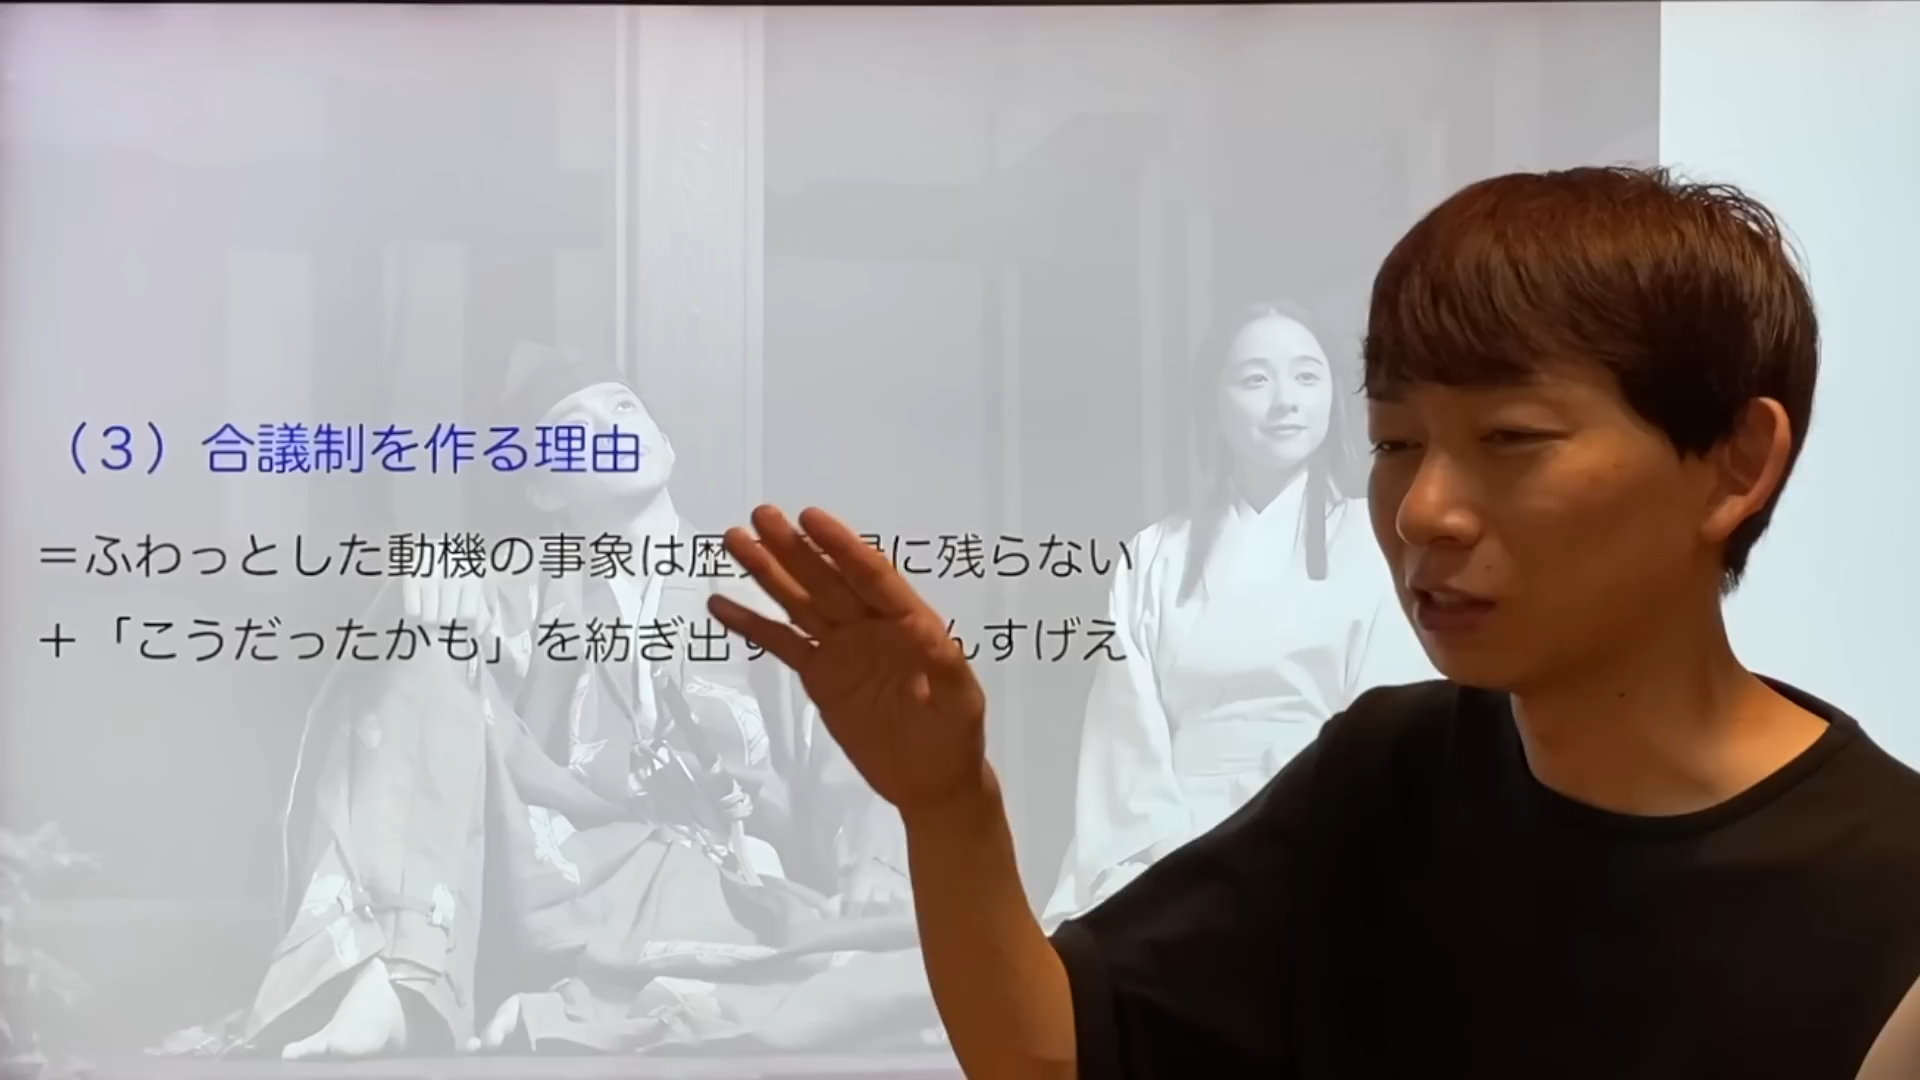 （３）合議制を作る理由
＝ふわっとした動機の事象は歴 に残らない
＋「こうだったかも」を紡ぎ出す んすげえ